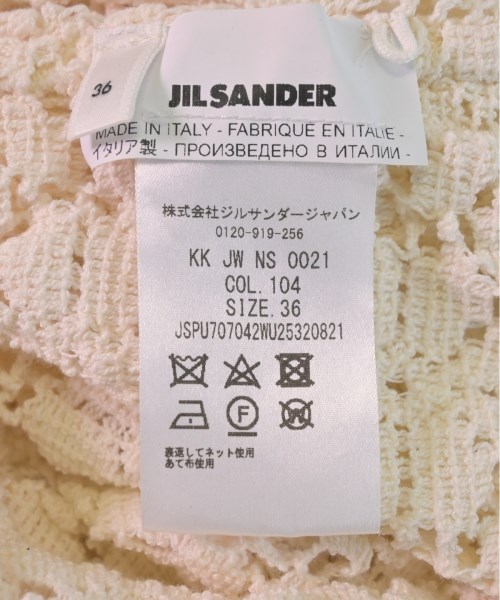 36
JIL SANDER
MADE IN ITALY - FABRIQUÉ EN ITALIE -
イタリア製 - ПРОИЗВЕДЕНО В ИТАЛИИ -
株式会社ジルサンダージャパン
0120-919-256
KK JW NS 0021
COL. 104
SIZE. 36
JSPU707042WU25320821
F
W
裏返してネット使用
あて布使用